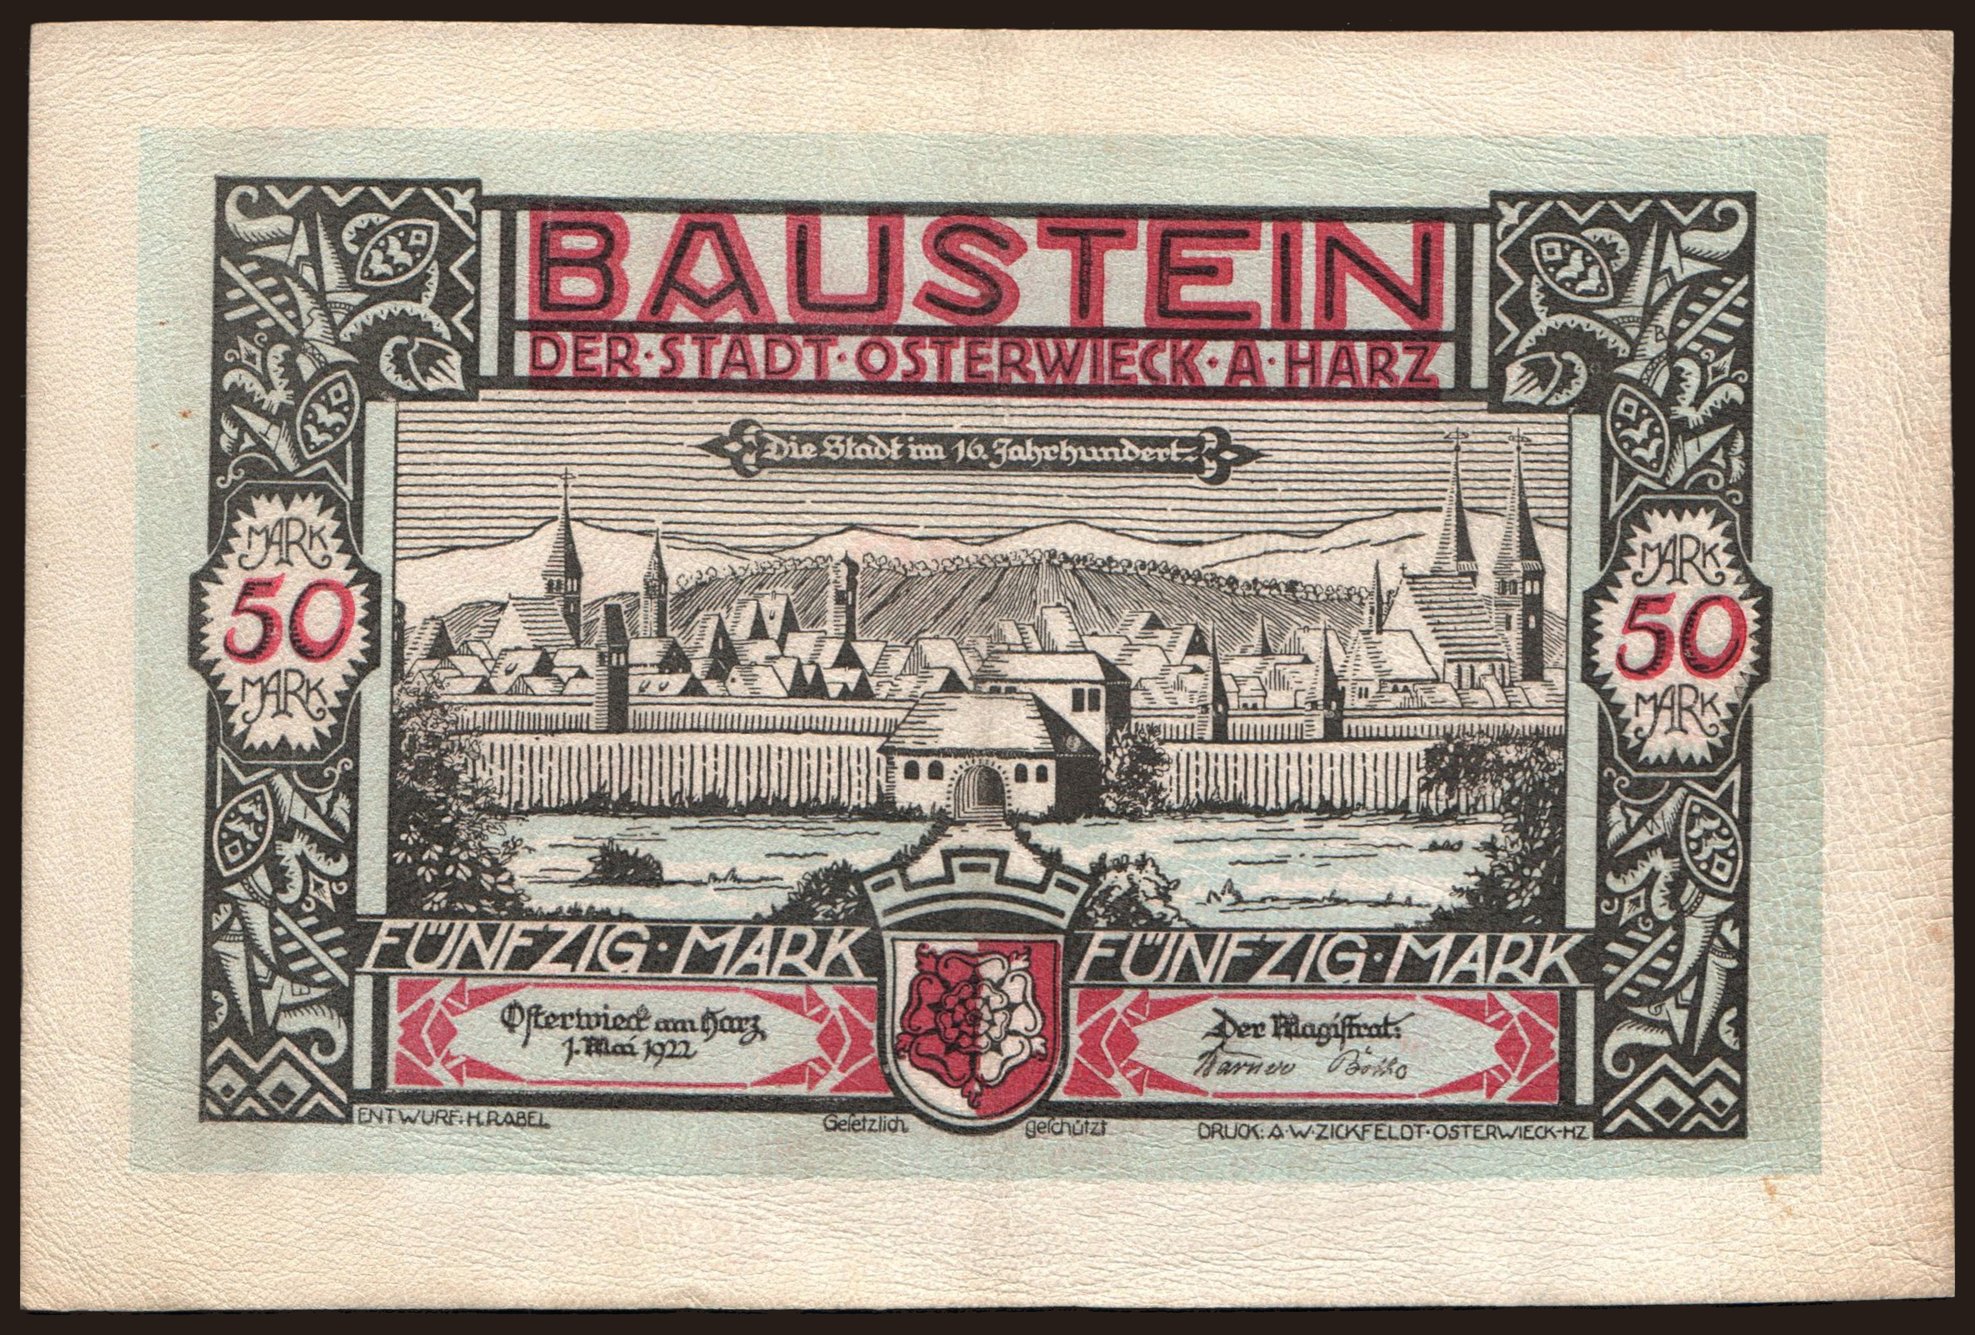 BAUSTEIN
DER·STADT·OSTERWIECK·A·HARZ
Die Stadt im 16. Jahrhundert.
MARK
50
MARK
MARK
50
MARK
FÜNFZIG·MARK
FÜNFZIG·MARK
Osterwieck am Harz,
1. Mai 1922
Der Magistrat:
ENTWURF: H. RABEL
Gesetzlich geschützt
DRUCK: A·W·ZICKFELDT·OSTERWIECK-HZ